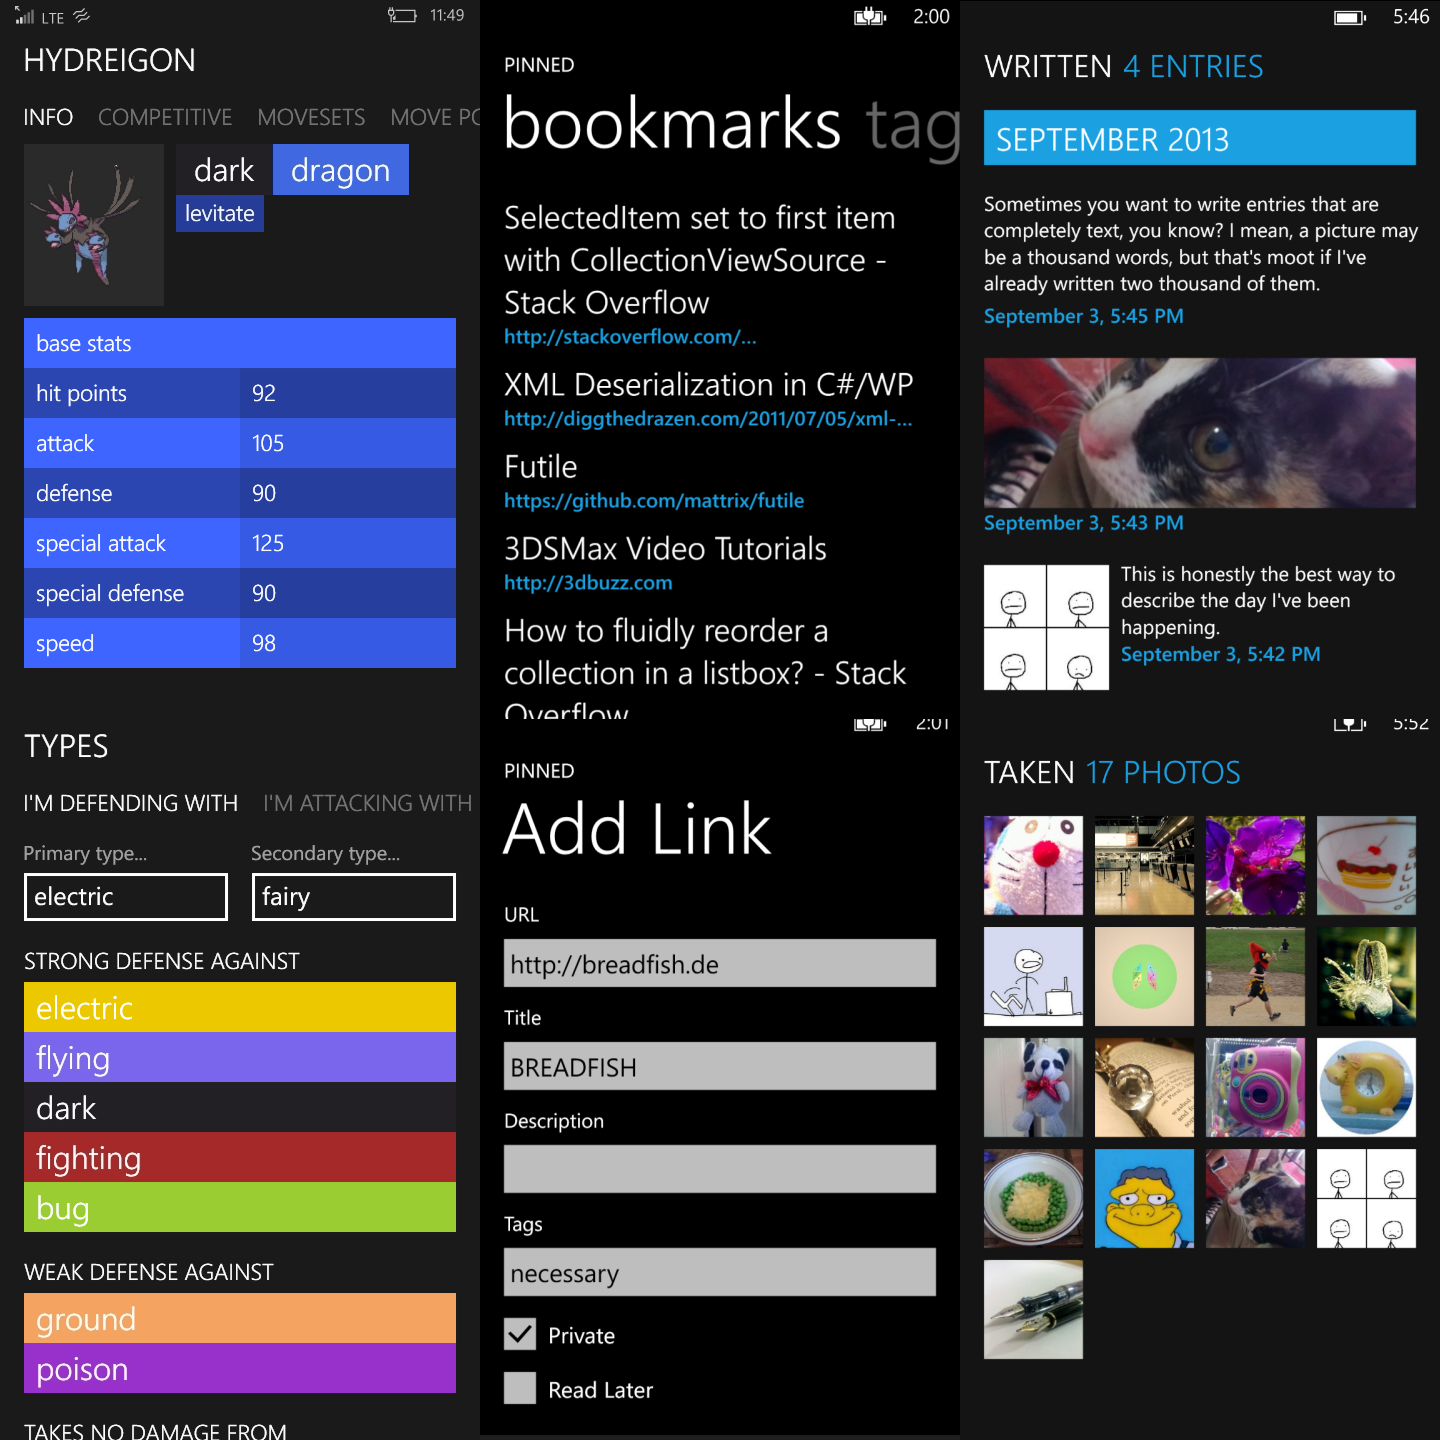 LTE
11:49
HYDREIGON
INFO COMPETITIVE MOVESETS MOVE PO
dark dragon
levitate
base stats
hit points 92
attack 105
defense 90
special attack 125
special defense 90
speed 98
TYPES
I'M DEFENDING WITH I'M ATTACKING WITH
Primary type... Secondary type...
electric fairy
STRONG DEFENSE AGAINST
electric
flying
dark
fighting
bug
WEAK DEFENSE AGAINST
ground
poison
TAKES NO DAMAGE FROM
2:00
PINNED
bookmarks tag
SelectedItem set to first item
with CollectionViewSource -
Stack Overflow
http://stackoverflow.com/...
XML Deserialization in C#/WP
http://diggthedrazen.com/2011/07/05/xml-...
Futile
https://github.com/mattrix/futile
3DSMax Video Tutorials
http://3dbuzz.com
How to fluidly reorder a
collection in a listbox? - Stack
Overflow
2:01
PINNED
Add Link
URL
http://breadfish.de
Title
BREADFISH
Description
Tags
necessary
Private
Read Later
5:46
WRITTEN 4 ENTRIES
SEPTEMBER 2013
Sometimes you want to write entries that are
completely text, you know? I mean, a picture may
be a thousand words, but that's moot if I've
already written two thousand of them.
September 3, 5:45 PM
September 3, 5:43 PM
This is honestly the best way to
describe the day I've been
happening.
September 3, 5:42 PM
5:52
TAKEN 17 PHOTOS